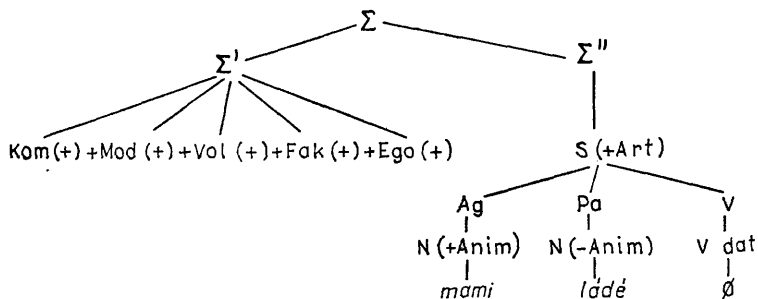 Σ
Σ' Σ"
Kom(+)+Mod(+)+Vol(+)+Fak(+)+Ego(+) S(+Art)
Ag Pa V
N(+Anim) N(-Anim) V dat
mami ládé Ø